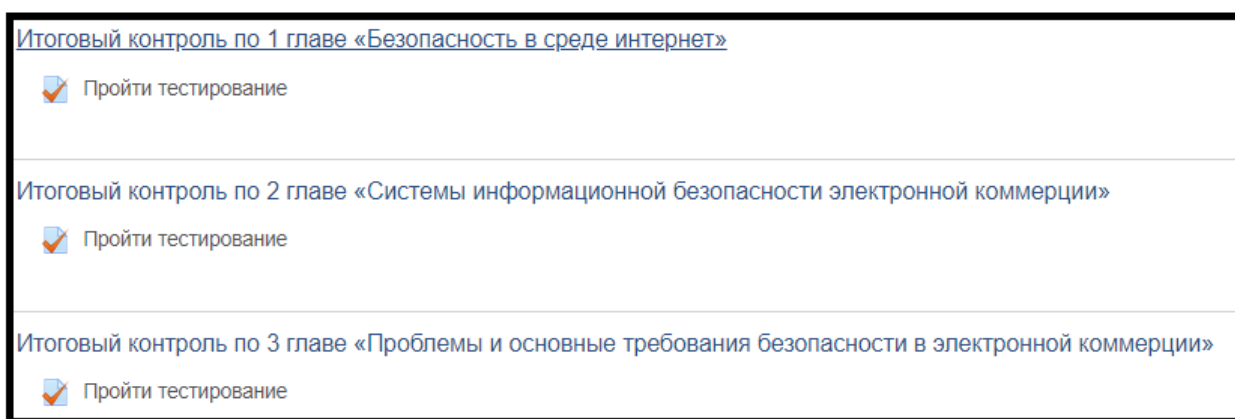 Итоговый контроль по 1 главе «Безопасность в среде интернет»
Пройти тестирование
Итоговый контроль по 2 главе «Системы информационной безопасности электронной коммерции»
Пройти тестирование
Итоговый контроль по 3 главе «Проблемы и основные требования безопасности в электронной коммерции»
Пройти тестирование